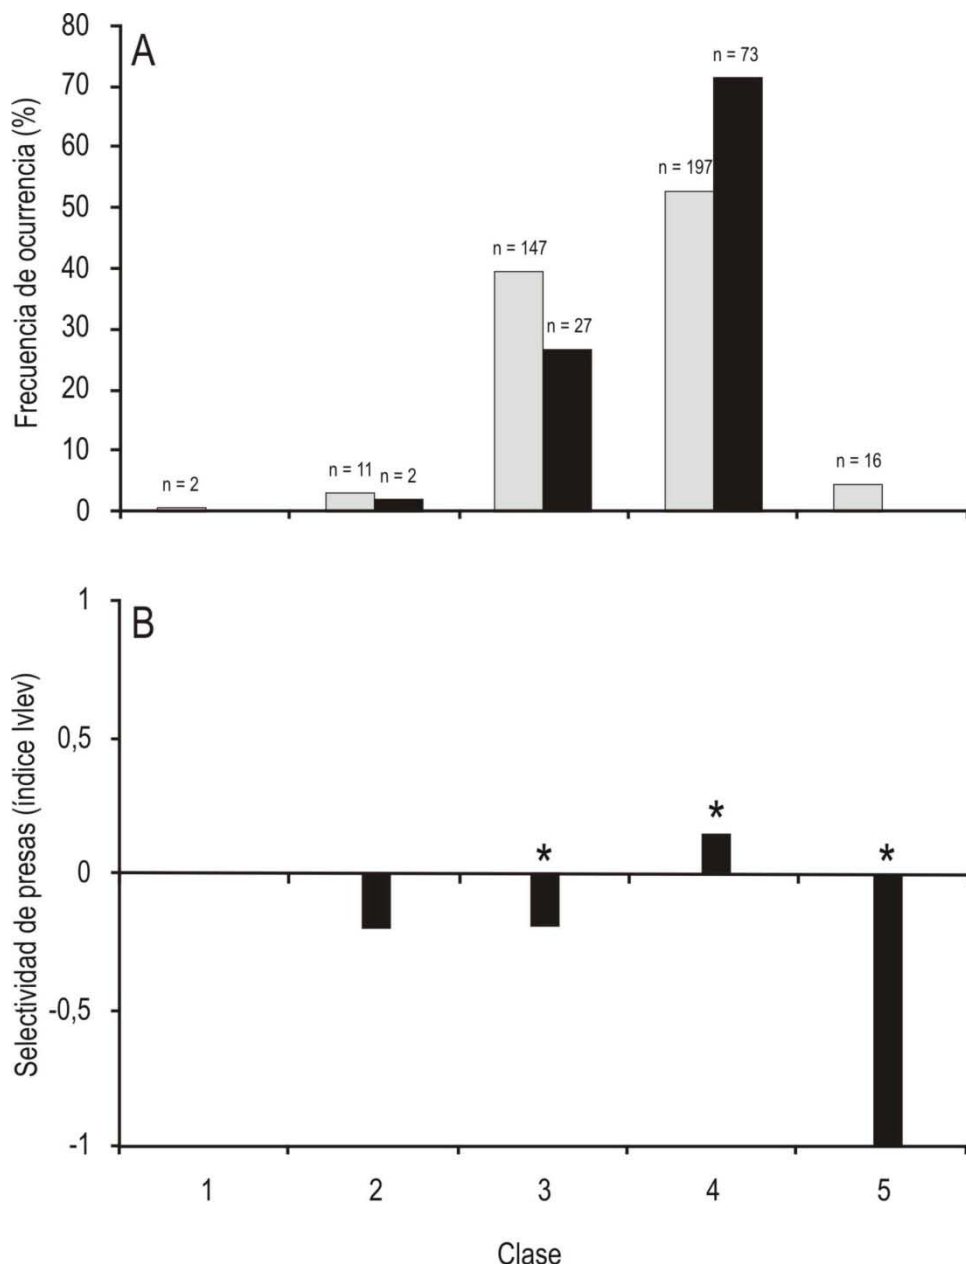 A
Frecuencia de ocurrencia (%)
80
70
60
50
40
30
20
10
0
n = 2
n = 11
n = 2
n = 147
n = 27
n = 197
n = 73
n = 16
B
Selectividad de presas (índice Ivlev)
1
0,5
0
-0,5
-1
*
*
*
1 2 3 4 5
Clase